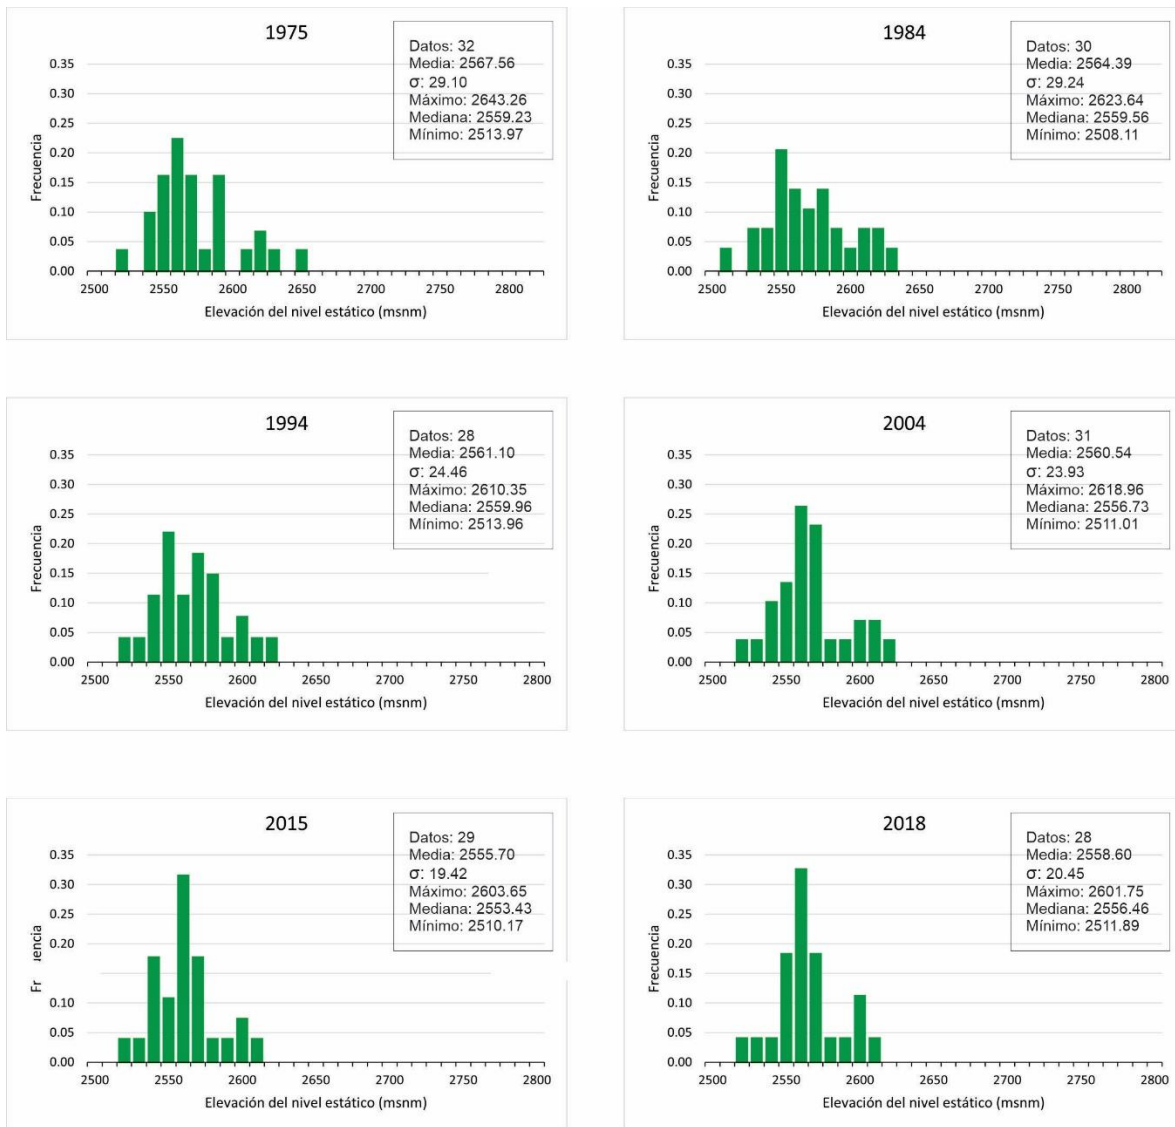 1975
Datos: 32
Media: 2567.56
σ: 29.10
Máximo: 2643.26
Mediana: 2559.23
Mínimo: 2513.97
0.35
0.30
0.25
0.20
0.15
0.10
0.05
0.00
Frecuencia
2500 2550 2600 2650 2700 2750 2800
Elevación del nivel estático (msnm)
1984
Datos: 30
Media: 2564.39
σ: 29.24
Máximo: 2623.64
Mediana: 2559.56
Mínimo: 2508.11
0.35
0.30
0.25
0.20
0.15
0.10
0.05
0.00
Frecuencia
2500 2550 2600 2650 2700 2750 2800
Elevación del nivel estático (msnm)
1994
Datos: 28
Media: 2561.10
σ: 24.46
Máximo: 2610.35
Mediana: 2559.96
Mínimo: 2513.96
0.35
0.30
0.25
0.20
0.15
0.10
0.05
0.00
Frecuencia
2500 2550 2600 2650 2700 2750 2800
Elevación del nivel estático (msnm)
2004
Datos: 31
Media: 2560.54
σ: 23.93
Máximo: 2618.96
Mediana: 2556.73
Mínimo: 2511.01
0.35
0.30
0.25
0.20
0.15
0.10
0.05
0.00
Frecuencia
2500 2550 2600 2650 2700 2750 2800
Elevación del nivel estático (msnm)
2015
Datos: 29
Media: 2555.70
σ: 19.42
Máximo: 2603.65
Mediana: 2553.43
Mínimo: 2510.17
0.35
0.30
0.25
0.20
0.10
0.05
0.00
2500 2550 2600 2650 2700 2750 2800
Elevación del nivel estático (msnm)
2018
Datos: 28
Media: 2558.60
σ: 20.45
Máximo: 2601.75
Mediana: 2556.46
Mínimo: 2511.89
0.35
0.30
0.25
0.20
0.15
0.10
0.05
0.00
Frecuencia
2500 2550 2600 2650 2700 2750 2800
Elevación del nivel estático (msnm)